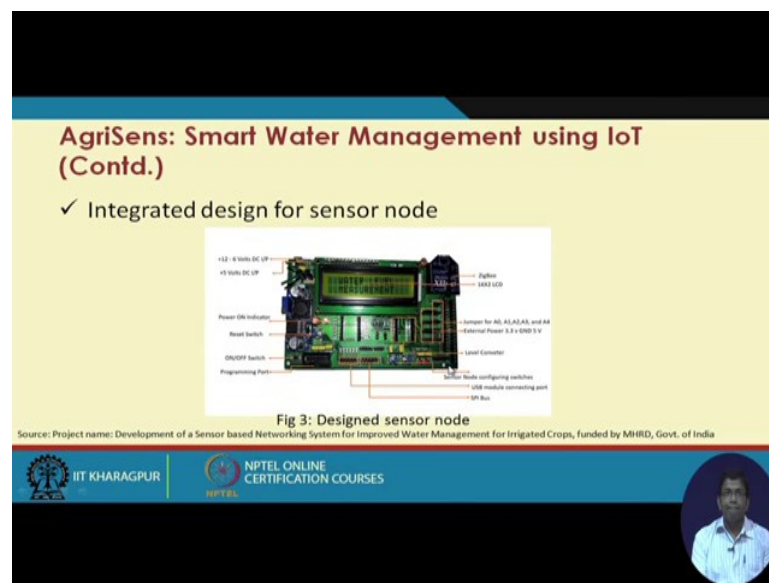 AgriSens: Smart Water Management using IoT
(Contd.)
✓ Integrated design for sensor node
+12 - 6 Volts DC I/P
+5 Volts DC I/P
WATER LEVEL
MEASUREMENT
ZigBee
16X2 LCD
Power ON Indicator
Reset Switch
Jumper for A0, A1,A2,A3, and A4
External Power 3.3 v GND 5 V
ON/OFF Switch
Level Converter
Programming Port
Sensor Node configuring switches
USB module connecting port
SPI Bus
Fig 3: Designed sensor node
Source: Project name: Development of a Sensor based Networking System for Improved Water Management for Irrigated Crops, funded by MHRD, Govt. of India
IIT KHARAGPUR
NPTEL ONLINE
CERTIFICATION COURSES
NPTEL